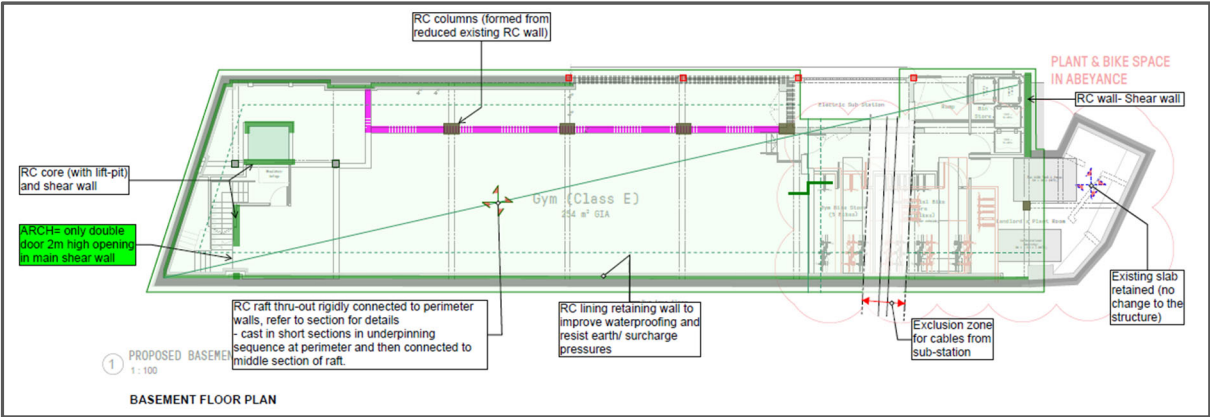 RC columns (formed from
reduced existing RC wall)
PLANT & BIKE SPACE
IN ABEYANCE
RC wall- Shear wall
Electric Sub Station
RC core (with lift-pit)
and shear wall
Gym (Class E)
254 m² GIA
ARCH= only double
door 2m high opening
in main shear wall
Existing slab
retained (no
change to the
structure)
RC raft thru-out rigidly connected to perimeter
walls, refer to section for details
- cast in short sections in underpinning
sequence at perimeter and then connected to
middle section of raft.
RC lining retaining wall to
improve waterproofing and
resist earth/ surcharge
pressures
Exclusion zone
for cables from
sub-station
1 PROPOSED BASEMEN
1 : 100
BASEMENT FLOOR PLAN